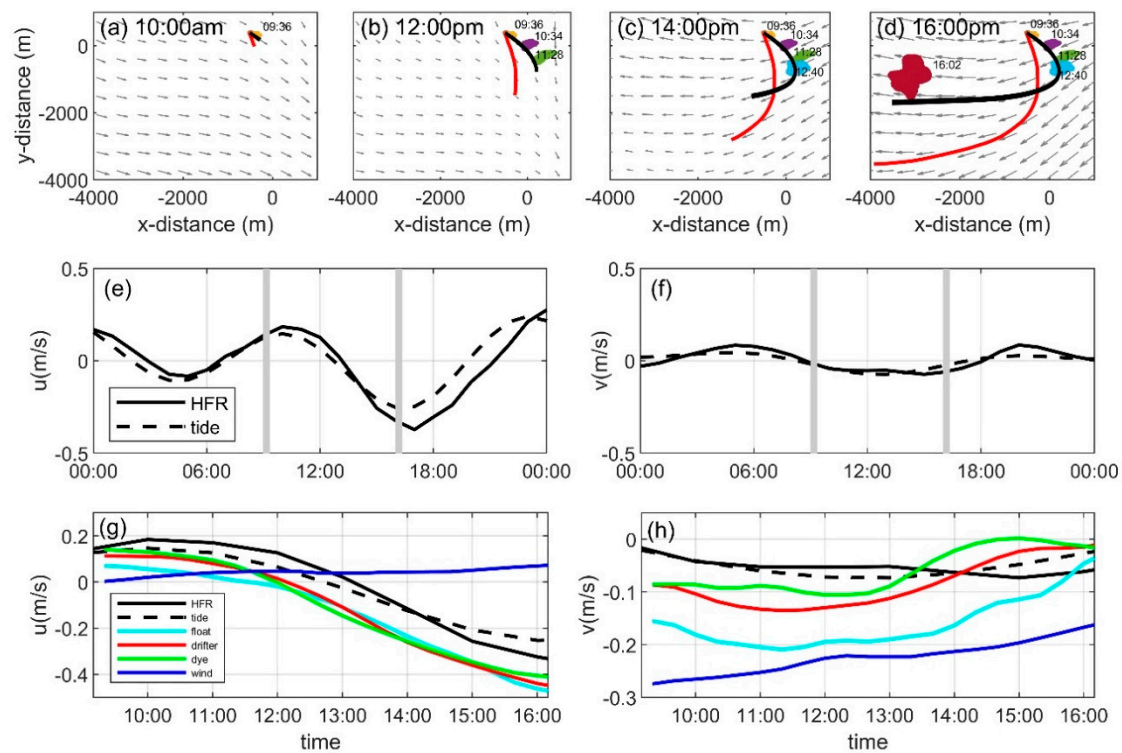 (a) 10:00am
09:36
(b) 12:00pm
09:36
10:34
11:28
(c) 14:00pm
09:36
10:34
11:28
12:40
(d) 16:00pm
09:36
10:34
11:28
12:40
16:02
y-distance (m)
0
-2000
-4000
-4000 -2000 0
-4000 -2000 0
-4000 -2000 0
-4000 -2000 0
x-distance (m)
x-distance (m)
x-distance (m)
x-distance (m)
(e)
u(m/s)
0.5
0
-0.5
HFR
tide
00:00 06:00 12:00 18:00 00:00
(f)
v(m/s)
0.5
0
-0.5
00:00 06:00 12:00 18:00 00:00
(g)
u(m/s)
0.2
0
-0.2
-0.4
HFR
tide
float
drifter
dye
wind
10:00 11:00 12:00 13:00 14:00 15:00 16:00
time
(h)
v(m/s)
0
-0.1
-0.2
-0.3
10:00 11:00 12:00 13:00 14:00 15:00 16:00
time